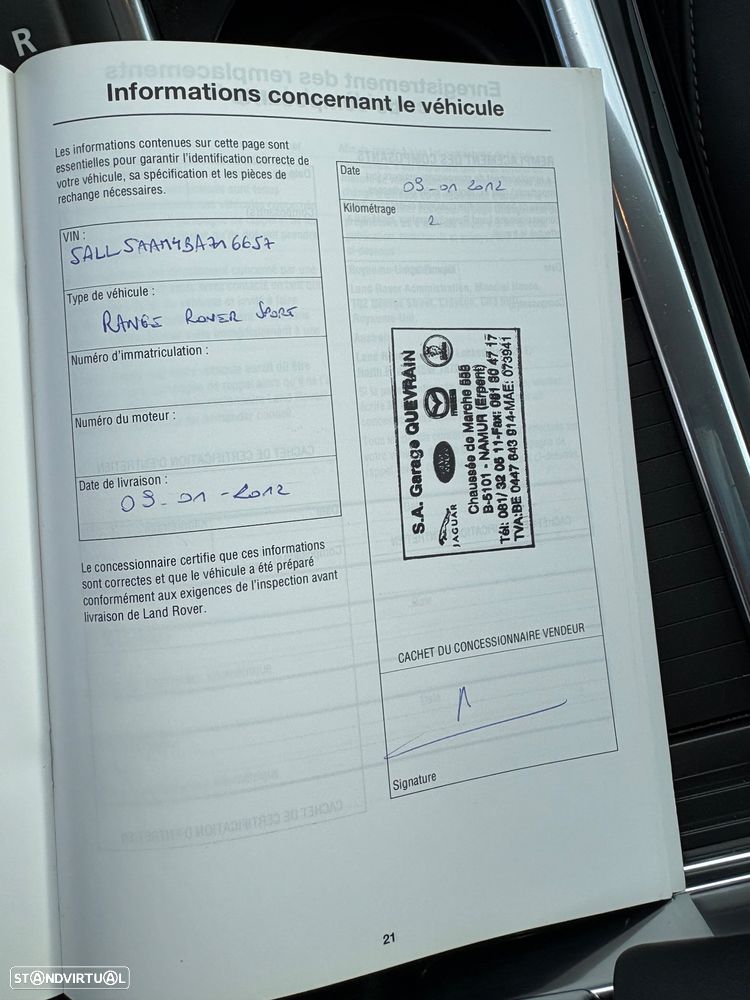 R
Informations concernant le véhicule
Les informations contenues sur cette page sont
essentielles pour garantir l'identification correcte de
votre véhicule, sa spécification et les pièces de
rechange nécessaires.
VIN :
SALLSAAM4BA716657
Type de véhicule :
RANGE ROVER SPORT
Numéro d'immatriculation :
Numéro du moteur :
Date de livraison :
09-01-2012
Le concessionnaire certifie que ces informations
sont correctes et que le véhicule a été préparé
conformément aux exigences de l'inspection avant
livraison de Land Rover.
Date
09-01 2012
Kilométrage
2
S.A. Garage QUEVRAIN
JAGUAR
Chaussée de Marche
B-5101 - NAMUR (Erpent)
Tél: 081/ 32 05 11-Fax: 081 30 47 17
TVA:BE 0447 643 914-MAE: 073941
CACHET DU CONCESSIONNAIRE VENDEUR
Signature
21
STANDVIRTUAL